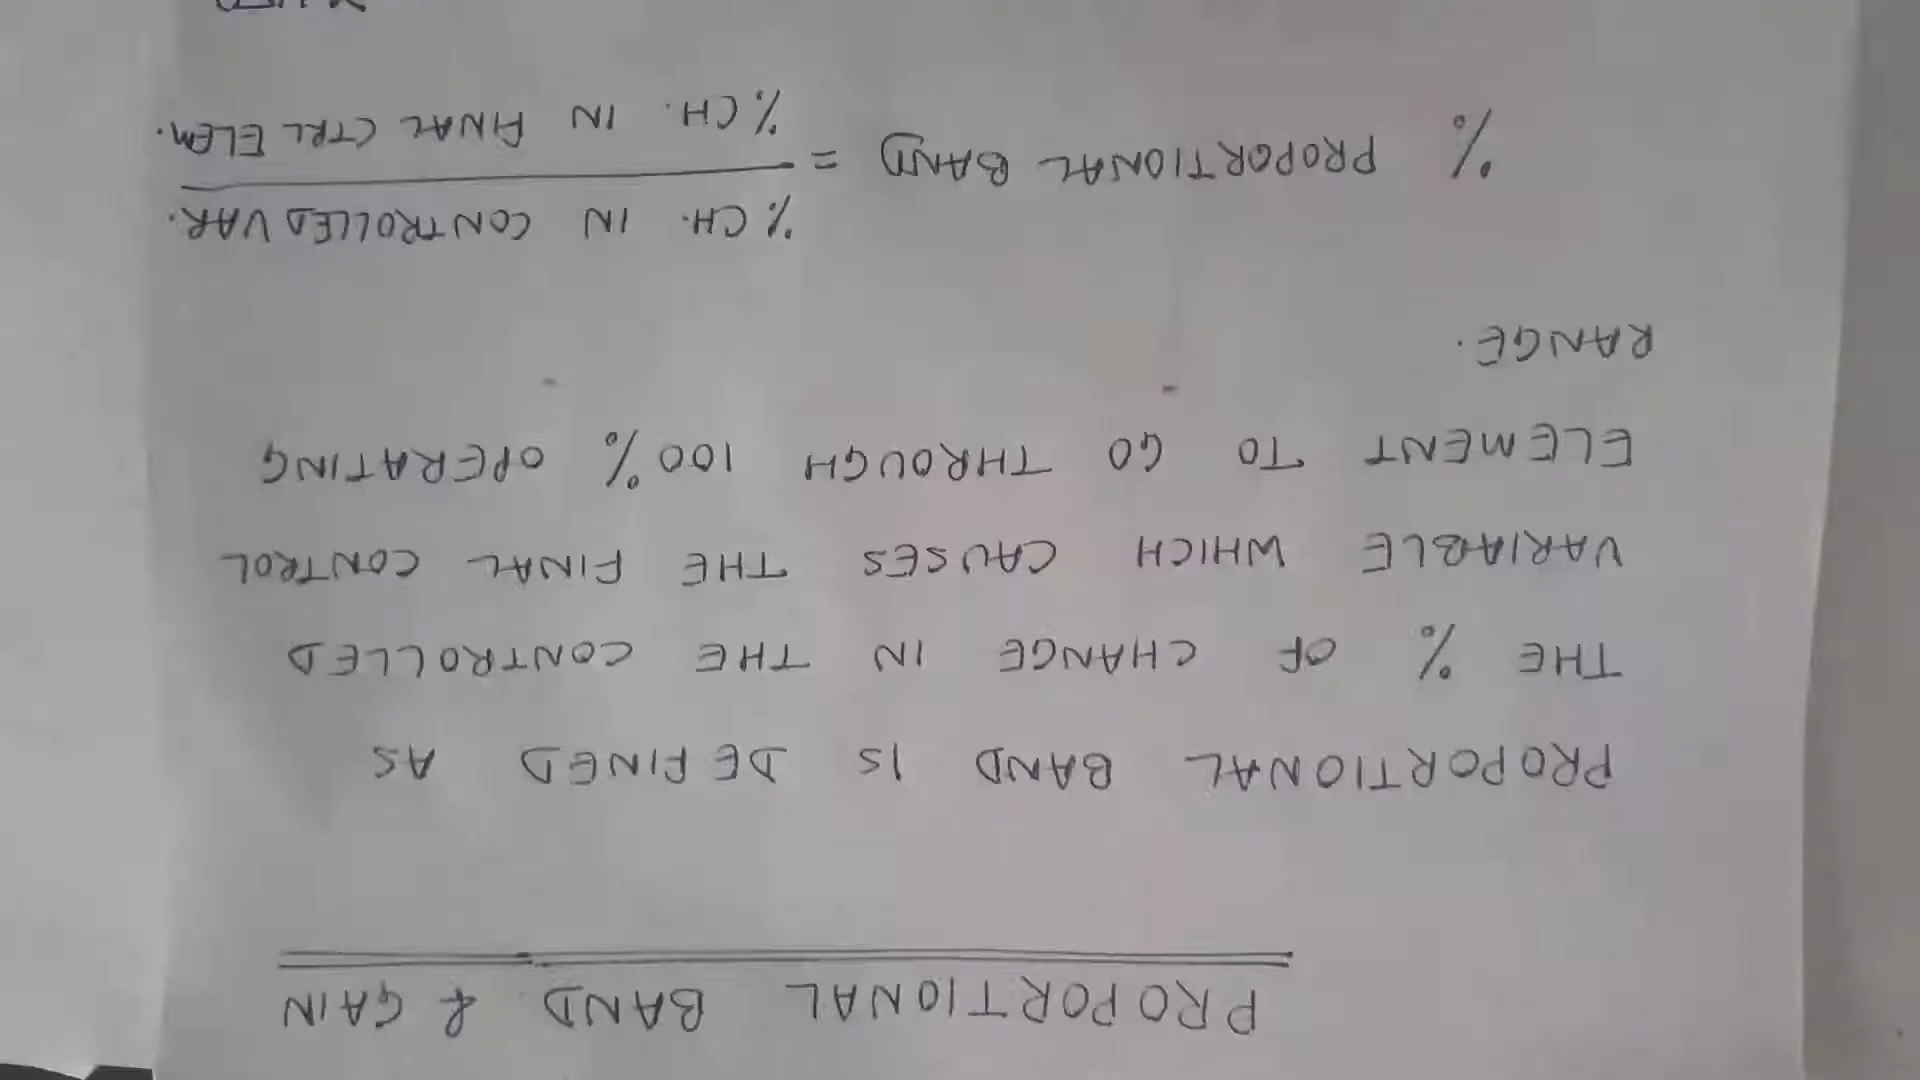 PROPORTIONAL BAND & GAIN
PROPORTIONAL BAND IS DEFINED AS
THE % OF CHANGE IN THE CONTROLLED
VARIABLE WHICH CAUSES THE FINAL CONTROL
ELEMENT TO GO THROUGH 100% OPERATING
RANGE.
% CH. IN CONTROLLED VAR.
% PROPORTIONAL BAND =
% CH. IN FINAL CTRL ELEM.